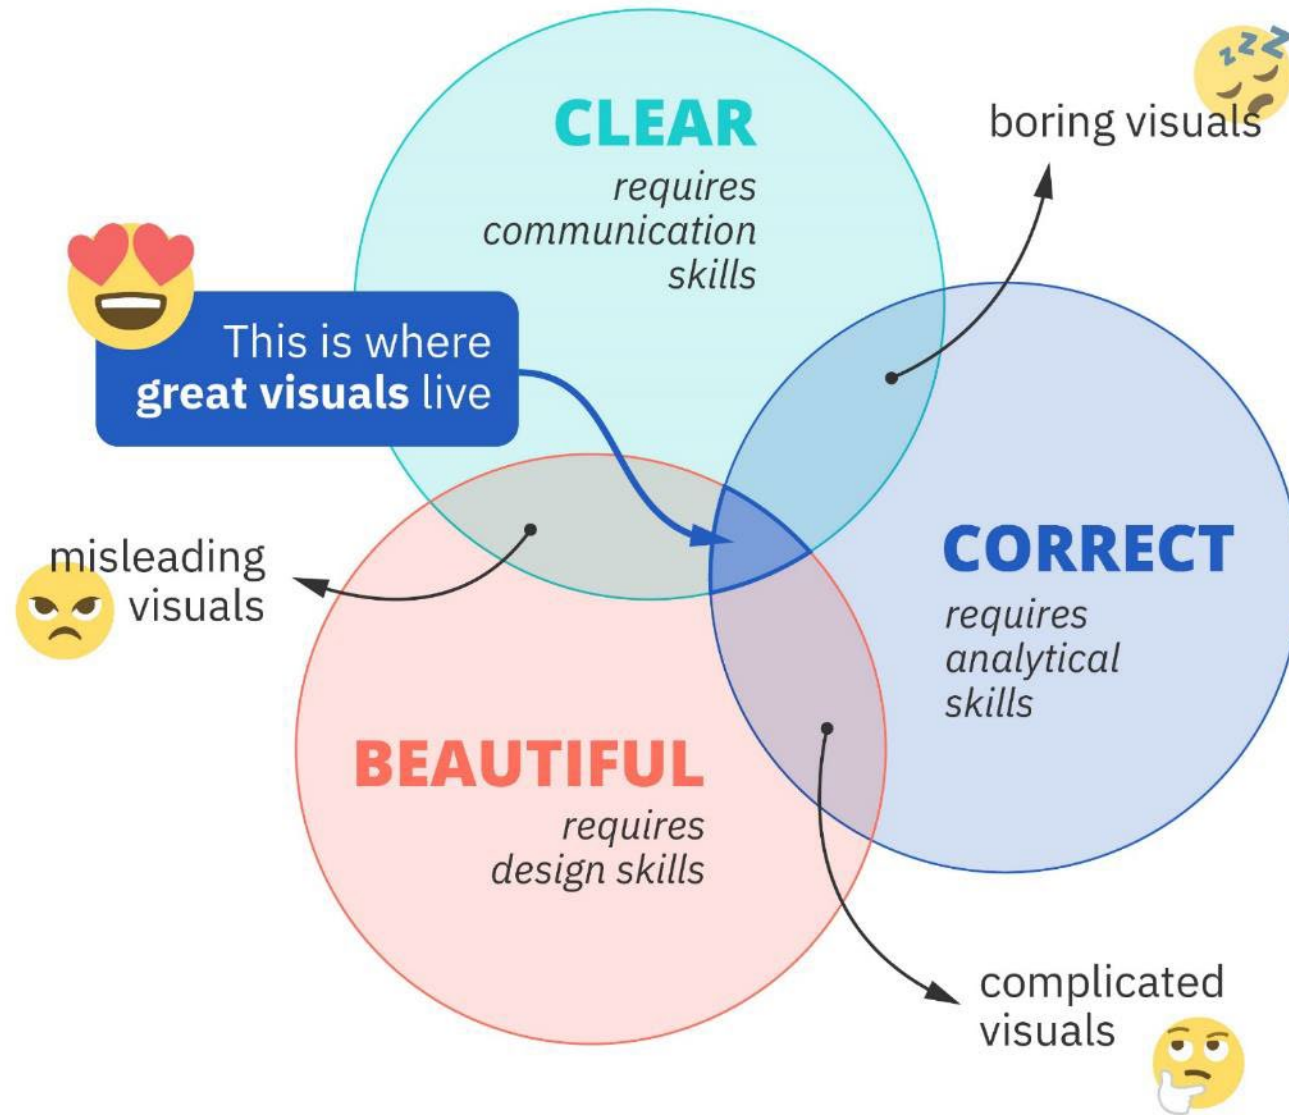 CLEAR
requires
communication
skills
boring visuals
This is where
great visuals live
misleading
visuals
CORRECT
requires
analytical
skills
BEAUTIFUL
requires
design skills
complicated
visuals
zzz